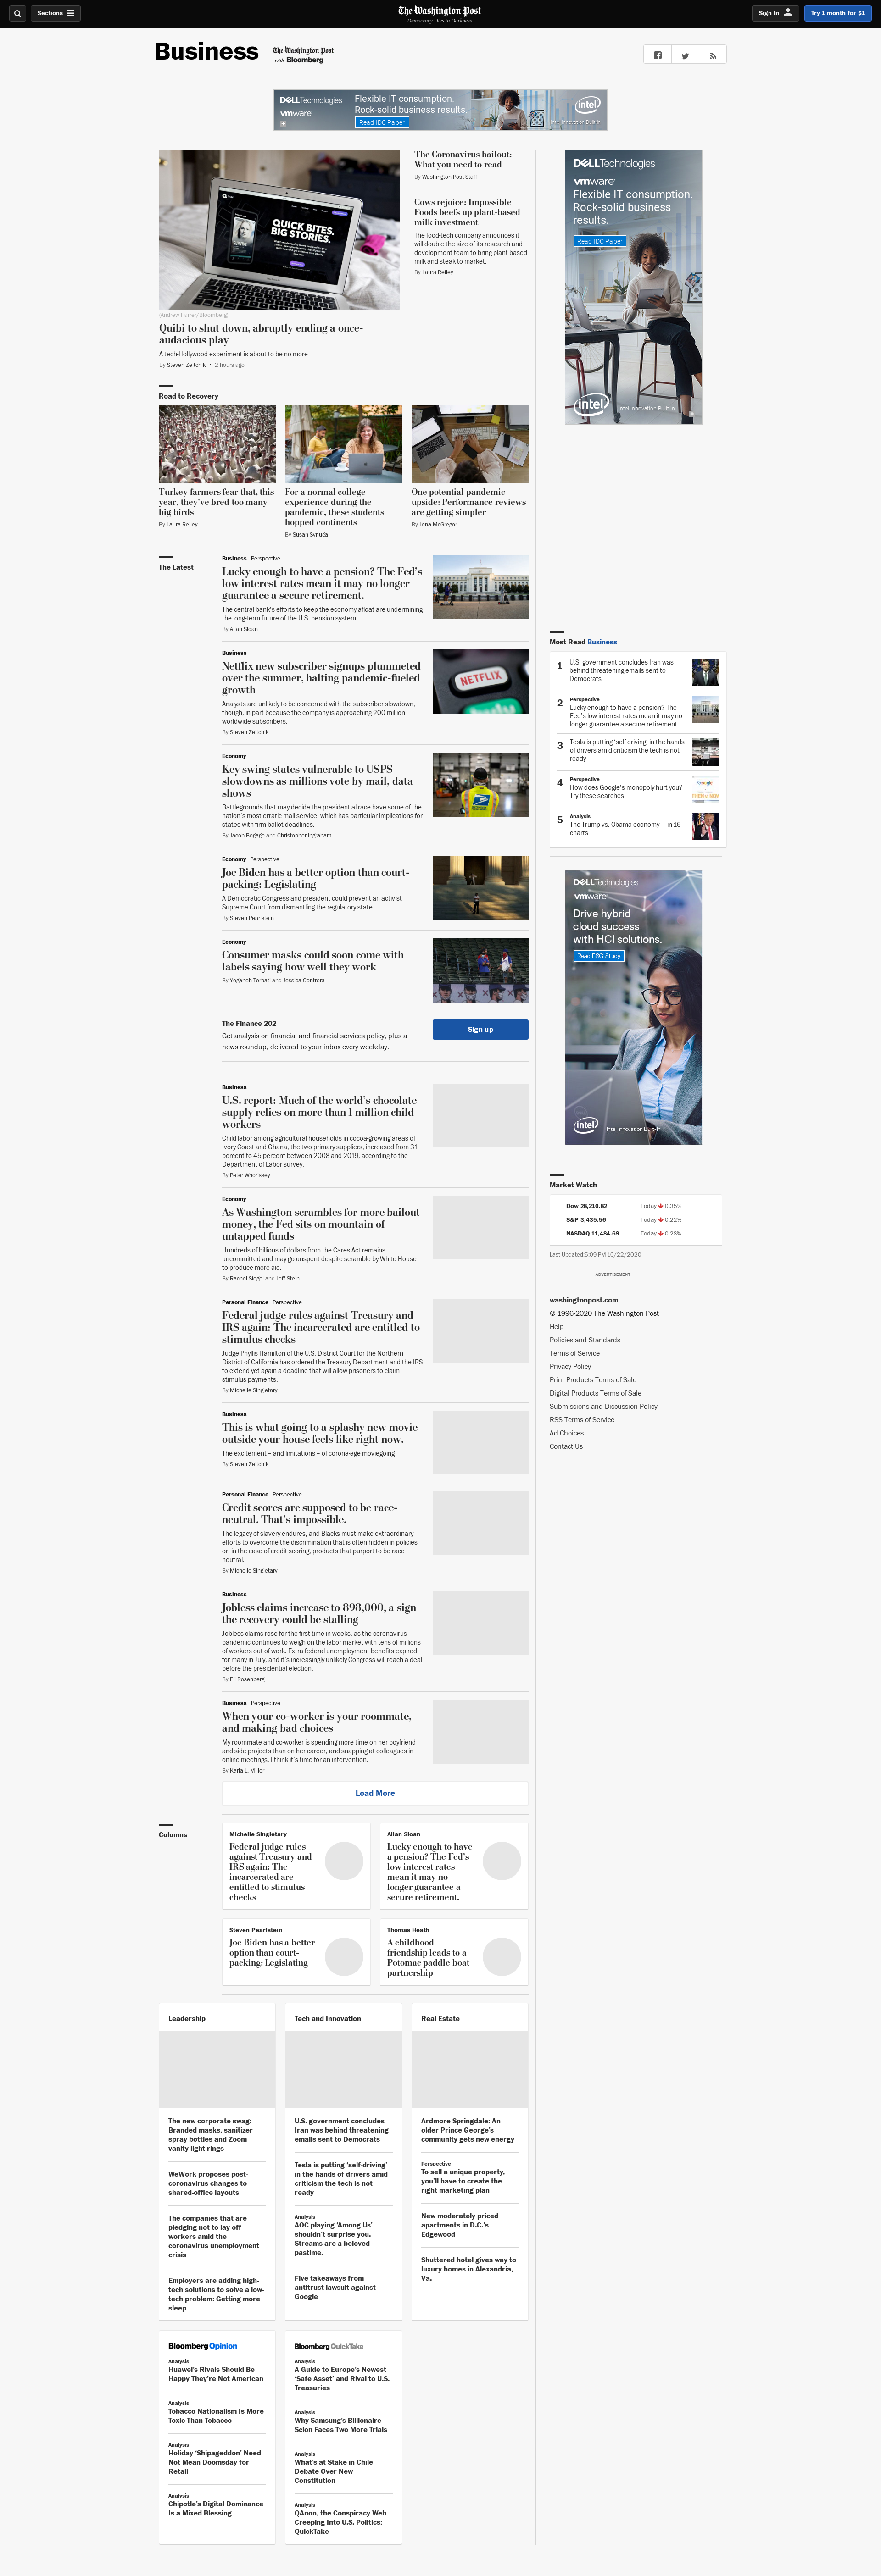 Sections
The Washington Post
Democracy Dies in Darkness
Sign In
Try 1 month for $1
Business
The Washington Post
with Bloomberg
DELL Technologies
vmware
Flexible IT consumption.
Rock-solid business results.
Read IDC Paper
intel
QUICK BITES.
BIG STORIES.
(Andrew Harrer/Bloomberg)
Quibi to shut down, abruptly ending a once-
audacious play
A tech-Hollywood experiment is about to be no more
By Steven Zeitchik • 2 hours ago
The Coronavirus bailout:
What you need to read
By Washington Post Staff
Cows rejoice: Impossible
Foods beefs up plant-based
milk investment
The food-tech company announces it
will double the size of its research and
development team to bring plant-based
milk and steak to market.
By Laura Reiley
DELL Technologies
vmware
Flexible IT consumption.
Rock-solid business
results.
Read IDC Paper
intel
Intel Innovation Built-in
Road to Recovery
Turkey farmers fear that, this
year, they’ve bred too many
big birds
By Laura Reiley
For a normal college
experience during the
pandemic, these students
hopped continents
By Susan Svrluga
One potential pandemic
upside: Performance reviews
are getting simpler
By Jena McGregor
The Latest
Business Perspective
Lucky enough to have a pension? The Fed’s
low interest rates mean it may no longer
guarantee a secure retirement.
The central bank’s efforts to keep the economy afloat are undermining
the long-term future of the U.S. pension system.
By Allan Sloan
Business
Netflix new subscriber signups plummeted
over the summer, halting pandemic-fueled
growth
Analysts are unlikely to be concerned with the subscriber slowdown,
though, in part because the company is approaching 200 million
worldwide subscribers.
By Steven Zeitchik
NETFLIX
Economy
Key swing states vulnerable to USPS
slowdowns as millions vote by mail, data
shows
Battlegrounds that may decide the presidential race have some of the
nation’s most erratic mail service, which has particular implications for
states with firm ballot deadlines.
By Jacob Bogage and Christopher Ingraham
Economy Perspective
Joe Biden has a better option than court-
packing: Legislating
A Democratic Congress and president could prevent an activist
Supreme Court from dismantling the regulatory state.
By Steven Pearlstein
Economy
Consumer masks could soon come with
labels saying how well they work
By Yeganeh Torbati and Jessica Contrera
The Finance 202
Get analysis on financial and financial-services policy, plus a
news roundup, delivered to your inbox every weekday.
Sign up
Business
U.S. report: Much of the world’s chocolate
supply relies on more than 1 million child
workers
Child labor among agricultural households in cocoa-growing areas of
Ivory Coast and Ghana, the two primary suppliers, increased from 31
percent to 45 percent between 2008 and 2019, according to the
Department of Labor survey.
By Peter Whoriskey
Economy
As Washington scrambles for more bailout
money, the Fed sits on mountain of
untapped funds
Hundreds of billions of dollars from the Cares Act remains
uncommitted and may go unspent despite scramble by White House
to produce more aid.
By Rachel Siegel and Jeff Stein
Personal Finance Perspective
Federal judge rules against Treasury and
IRS again: The incarcerated are entitled to
stimulus checks
Judge Phyllis Hamilton of the U.S. District Court for the Northern
District of California has ordered the Treasury Department and the IRS
to extend yet again a deadline that will allow prisoners to claim
stimulus payments.
By Michelle Singletary
Business
This is what going to a splashy new movie
outside your house feels like right now.
The excitement – and limitations – of corona-age moviegoing
By Steven Zeitchik
Personal Finance Perspective
Credit scores are supposed to be race-
neutral. That’s impossible.
The legacy of slavery endures, and Blacks must make extraordinary
efforts to overcome the discrimination that is often hidden in policies
or, in the case of credit scoring, products that purport to be race-
neutral.
By Michelle Singletary
Business
Jobless claims increase to 898,000, a sign
the recovery could be stalling
Jobless claims rose for the first time in weeks, as the coronavirus
pandemic continues to weigh on the labor market with tens of millions
of workers out of work. Extra federal unemployment benefits expired
for many in July, and it’s increasingly unlikely Congress will reach a deal
before the presidential election.
By Eli Rosenberg
Business Perspective
When your co-worker is your roommate,
and making bad choices
My roommate and co-worker is spending more time on her boyfriend
and side projects than on her career, and snapping at colleagues in
online meetings. I think it’s time for an intervention.
By Karla L. Miller
Load More
Most Read Business
1
U.S. government concludes Iran was
behind threatening emails sent to
Democrats
2
Perspective
Lucky enough to have a pension? The
Fed’s low interest rates mean it may no
longer guarantee a secure retirement.
3
Tesla is putting ‘self-driving’ in the hands
of drivers amid criticism the tech is not
ready
4
Perspective
How does Google’s monopoly hurt you?
Try these searches.
Google
5
Analysis
The Trump vs. Obama economy — in 16
charts
DELL Technologies
vmware
Drive hybrid
cloud success
with HCI solutions.
Read ESG Study
intel
Intel Innovation Built-in
Market Watch
Dow 28,210.82 Today 0.35%
S&P 3,435.56 Today 0.22%
NASDAQ 11,484.69 Today 0.28%
Last Updated:5:09 PM 10/22/2020
ADVERTISEMENT
washingtonpost.com
© 1996-2020 The Washington Post
Help
Policies and Standards
Terms of Service
Privacy Policy
Print Products Terms of Sale
Digital Products Terms of Sale
Submissions and Discussion Policy
RSS Terms of Service
Ad Choices
Contact Us
Columns
Michelle Singletary
Federal judge rules
against Treasury and
IRS again: The
incarcerated are
entitled to stimulus
checks
Allan Sloan
Lucky enough to have
a pension? The Fed’s
low interest rates
mean it may no
longer guarantee a
secure retirement.
Steven Pearlstein
Joe Biden has a better
option than court-
packing: Legislating
Thomas Heath
A childhood
friendship leads to a
Potomac paddle boat
partnership
Leadership
The new corporate swag:
Branded masks, sanitizer
spray bottles and Zoom
vanity light rings
WeWork proposes post-
coronavirus changes to
shared-office layouts
The companies that are
pledging not to lay off
workers amid the
coronavirus unemployment
crisis
Employers are adding high-
tech solutions to solve a low-
tech problem: Getting more
sleep
Tech and Innovation
U.S. government concludes
Iran was behind threatening
emails sent to Democrats
Tesla is putting ‘self-driving’
in the hands of drivers amid
criticism the tech is not
ready
Analysis
AOC playing ‘Among Us’
shouldn’t surprise you.
Streams are a beloved
pastime.
Five takeaways from
antitrust lawsuit against
Google
Real Estate
Ardmore Springdale: An
older Prince George’s
community gets new energy
Perspective
To sell a unique property,
you’ll have to create the
right marketing plan
New moderately priced
apartments in D.C.’s
Edgewood
Shuttered hotel gives way to
luxury homes in Alexandria,
Va.
Bloomberg Opinion
Analysis
Huawei’s Rivals Should Be
Happy They’re Not American
Analysis
Tobacco Nationalism Is More
Toxic Than Tobacco
Analysis
Holiday ‘Shipageddon’ Need
Not Mean Doomsday for
Retail
Analysis
Chipotle’s Digital Dominance
Is a Mixed Blessing
Bloomberg QuickTake
Analysis
A Guide to Europe’s Newest
‘Safe Asset’ and Rival to U.S.
Treasuries
Analysis
Why Samsung’s Billionaire
Scion Faces Two More Trials
Analysis
What’s at Stake in Chile
Debate Over New
Constitution
Analysis
QAnon, the Conspiracy Web
Creeping Into U.S. Politics:
QuickTake